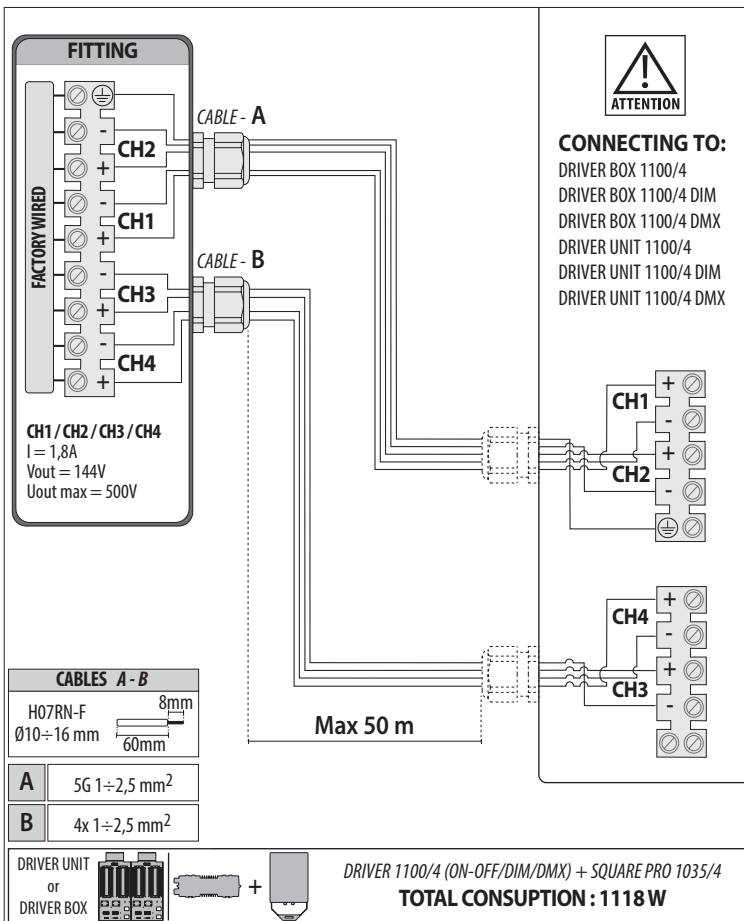 FITTING
FACTORY WIRED
-
CH2
+
-
CH1
+
-
CH3
+
-
CH4
+
CH1 / CH2 / CH3 / CH4
I = 1,8A
Vout = 144V
Uout max = 500V
CABLE - A
CABLE - B
ATTENTION
CONNECTING TO:
DRIVER BOX 1100/4
DRIVER BOX 1100/4 DIM
DRIVER BOX 1100/4 DMX
DRIVER UNIT 1100/4
DRIVER UNIT 1100/4 DIM
DRIVER UNIT 1100/4 DMX
+
CH1
-
+
CH2
-
+
CH4
-
+
CH3
-
Max 50 m
CABLES A - B
H07RN-F
Ø10÷16 mm
8mm
60mm
A 5G 1÷2,5 mm²
B 4x 1÷2,5 mm²
DRIVER UNIT
or
DRIVER BOX
+
DRIVER 1100/4 (ON-OFF/DIM/DMX) + SQUARE PRO 1035/4
TOTAL CONSUPTION : 1118 W